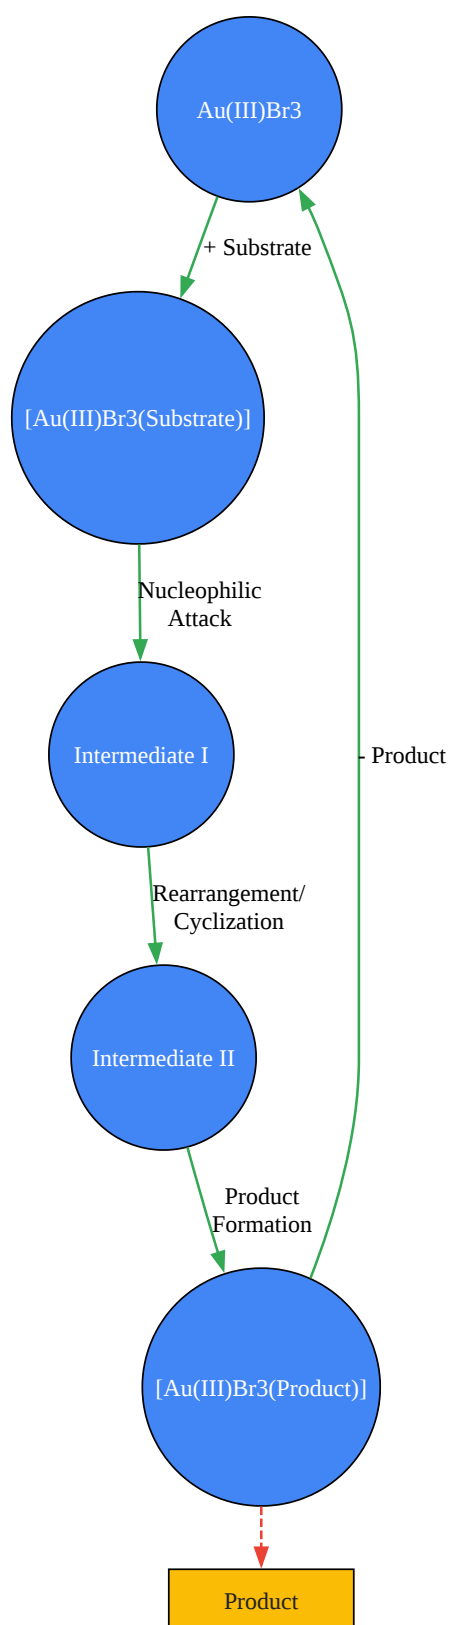 Au(III)Br3
+ Substrate
[Au(III)Br3(Substrate)]
Nucleophilic
Attack
Intermediate I
- Product
Rearrangement/
Cyclization
Intermediate II
Product
Formation
[Au(III)Br3(Product)]
Product